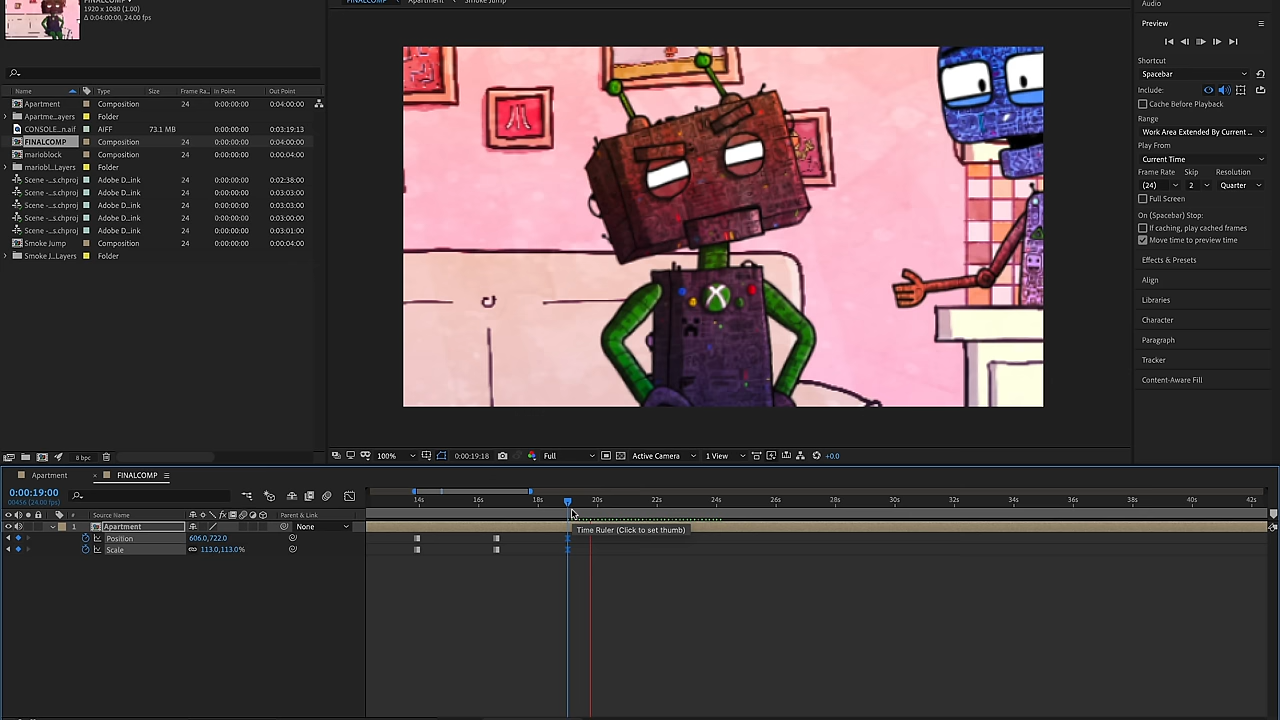 FINALCOMP
1920 x 1080 (1.00)
Δ 0:04:00:00, 24.00 fps
Name Type Size Frame Ra... In Point Out Point
Apartment Composition 24 0:00:00:00 0:04:00:00
Apartme...ayers Folder
CONSOLE...n.aif AIFF 73.1 MB 0:00:00:00 0:03:19:13
FINALCOMP Composition 24 0:00:00:00 0:04:00:00
marioblock Composition 24 0:00:00:00 0:00:04:00
mariobl...Layers Folder
Scene -...s.chproj Adobe D...ink 24 0:00:00:00 0:02:38:00
Scene -...s.chproj Adobe D...ink 24 0:00:00:00 0:03:03:00
Scene -...s.chproj Adobe D...ink 24 0:00:00:00 0:03:03:00
Scene -...s.chproj Adobe D...ink 24 0:00:00:00 0:03:00:00
Scene -...s.chproj Adobe D...ink 24 0:00:00:00 0:03:01:00
Smoke Jump Composition 24 0:00:00:00 0:00:04:00
Smoke J...Layers Folder
8 bpc
FINALCOMP Apartment Smoke Jump
100% 0:00:19:18 Full Active Camera 1 View +0.0
Audio
Preview
Shortcut
Spacebar
Include:
Cache Before Playback
Range
Work Area Extended By Current ...
Play From
Current Time
Frame Rate Skip Resolution
(24) 2 Quarter
Full Screen
On (Spacebar) Stop:
If caching, play cached frames
Move time to preview time
Effects & Presets
Align
Libraries
Character
Paragraph
Tracker
Content-Aware Fill
Apartment FINALCOMP
0:00:19:00
00456 (24.00 fps)
# Source Name Parent & Link
1 Apartment None
Position 606.0,722.0
Scale 113.0,113.0%
14s 16s 18s 20s 22s 24s 26s 28s 30s 32s 34s 36s 38s 40s 42s
Time Ruler (Click to set thumb)